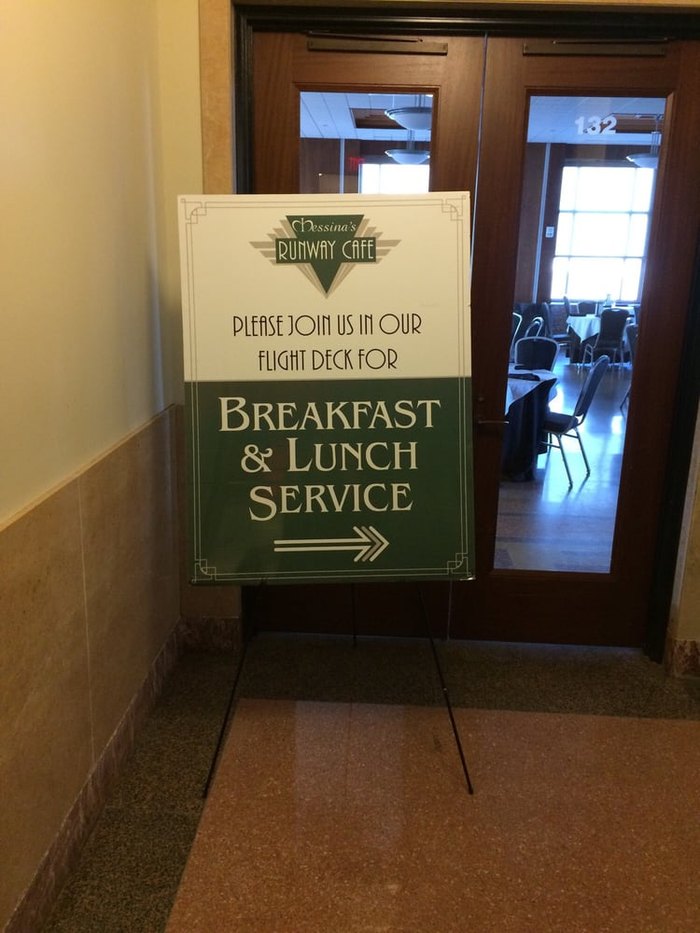 132
Messina's
RUNWAY CAFE
PLEASE JOIN US IN OUR
FLIGHT DECK FOR
BREAKFAST
& LUNCH
SERVICE